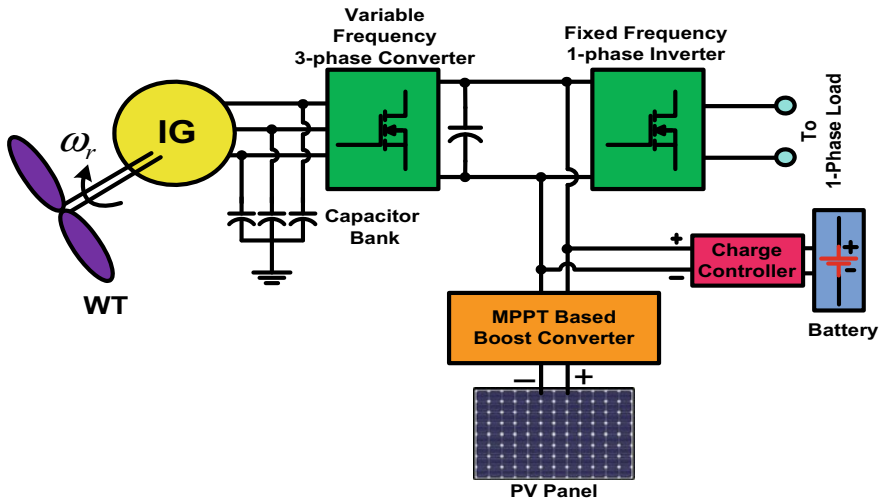 Variable
Frequency
3-phase Converter
Fixed Frequency
1-phase Inverter
IG
ωr
WT
Capacitor
Bank
To
1-Phase Load
+
−
Charge
Controller
+
-
Battery
MPPT Based
Boost Converter
−
+
PV Panel